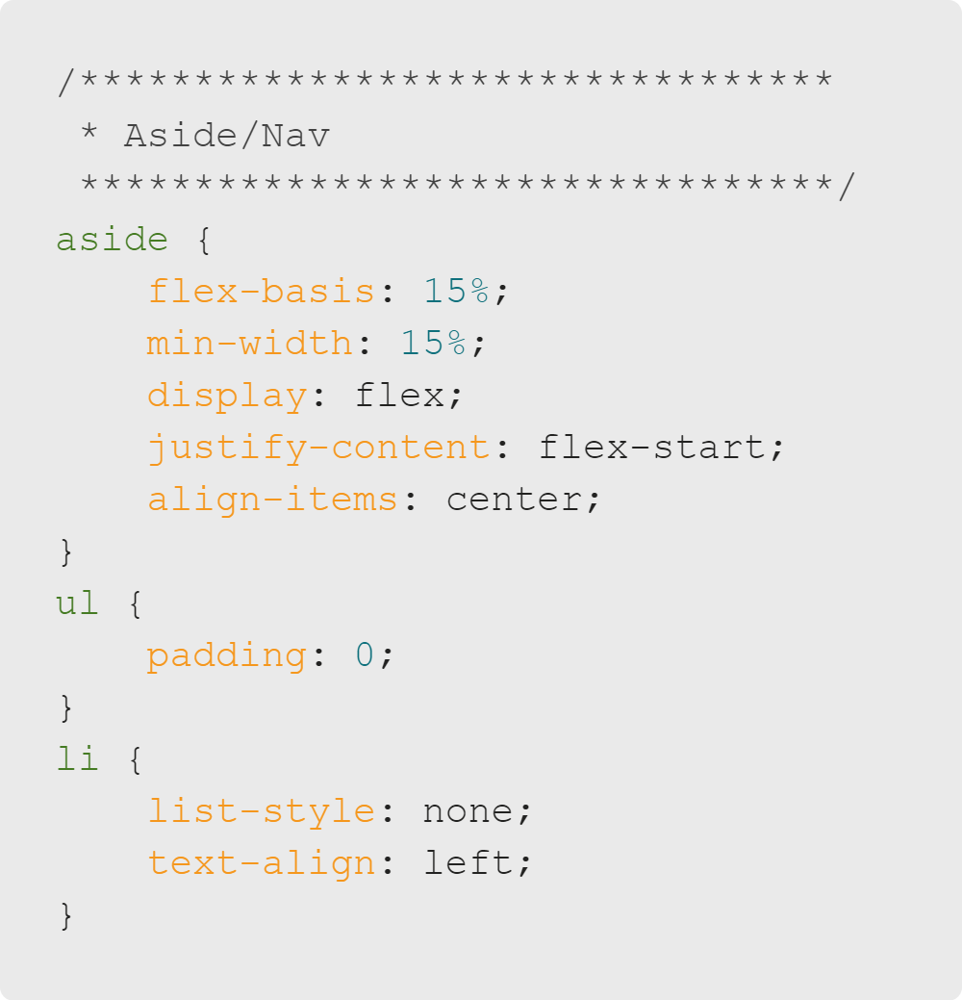 /*********************************
 * Aside/Nav
 *********************************/
aside {
    flex-basis: 15%;
    min-width: 15%;
    display: flex;
    justify-content: flex-start;
    align-items: center;
}
ul {
    padding: 0;
}
li {
    list-style: none;
    text-align: left;
}